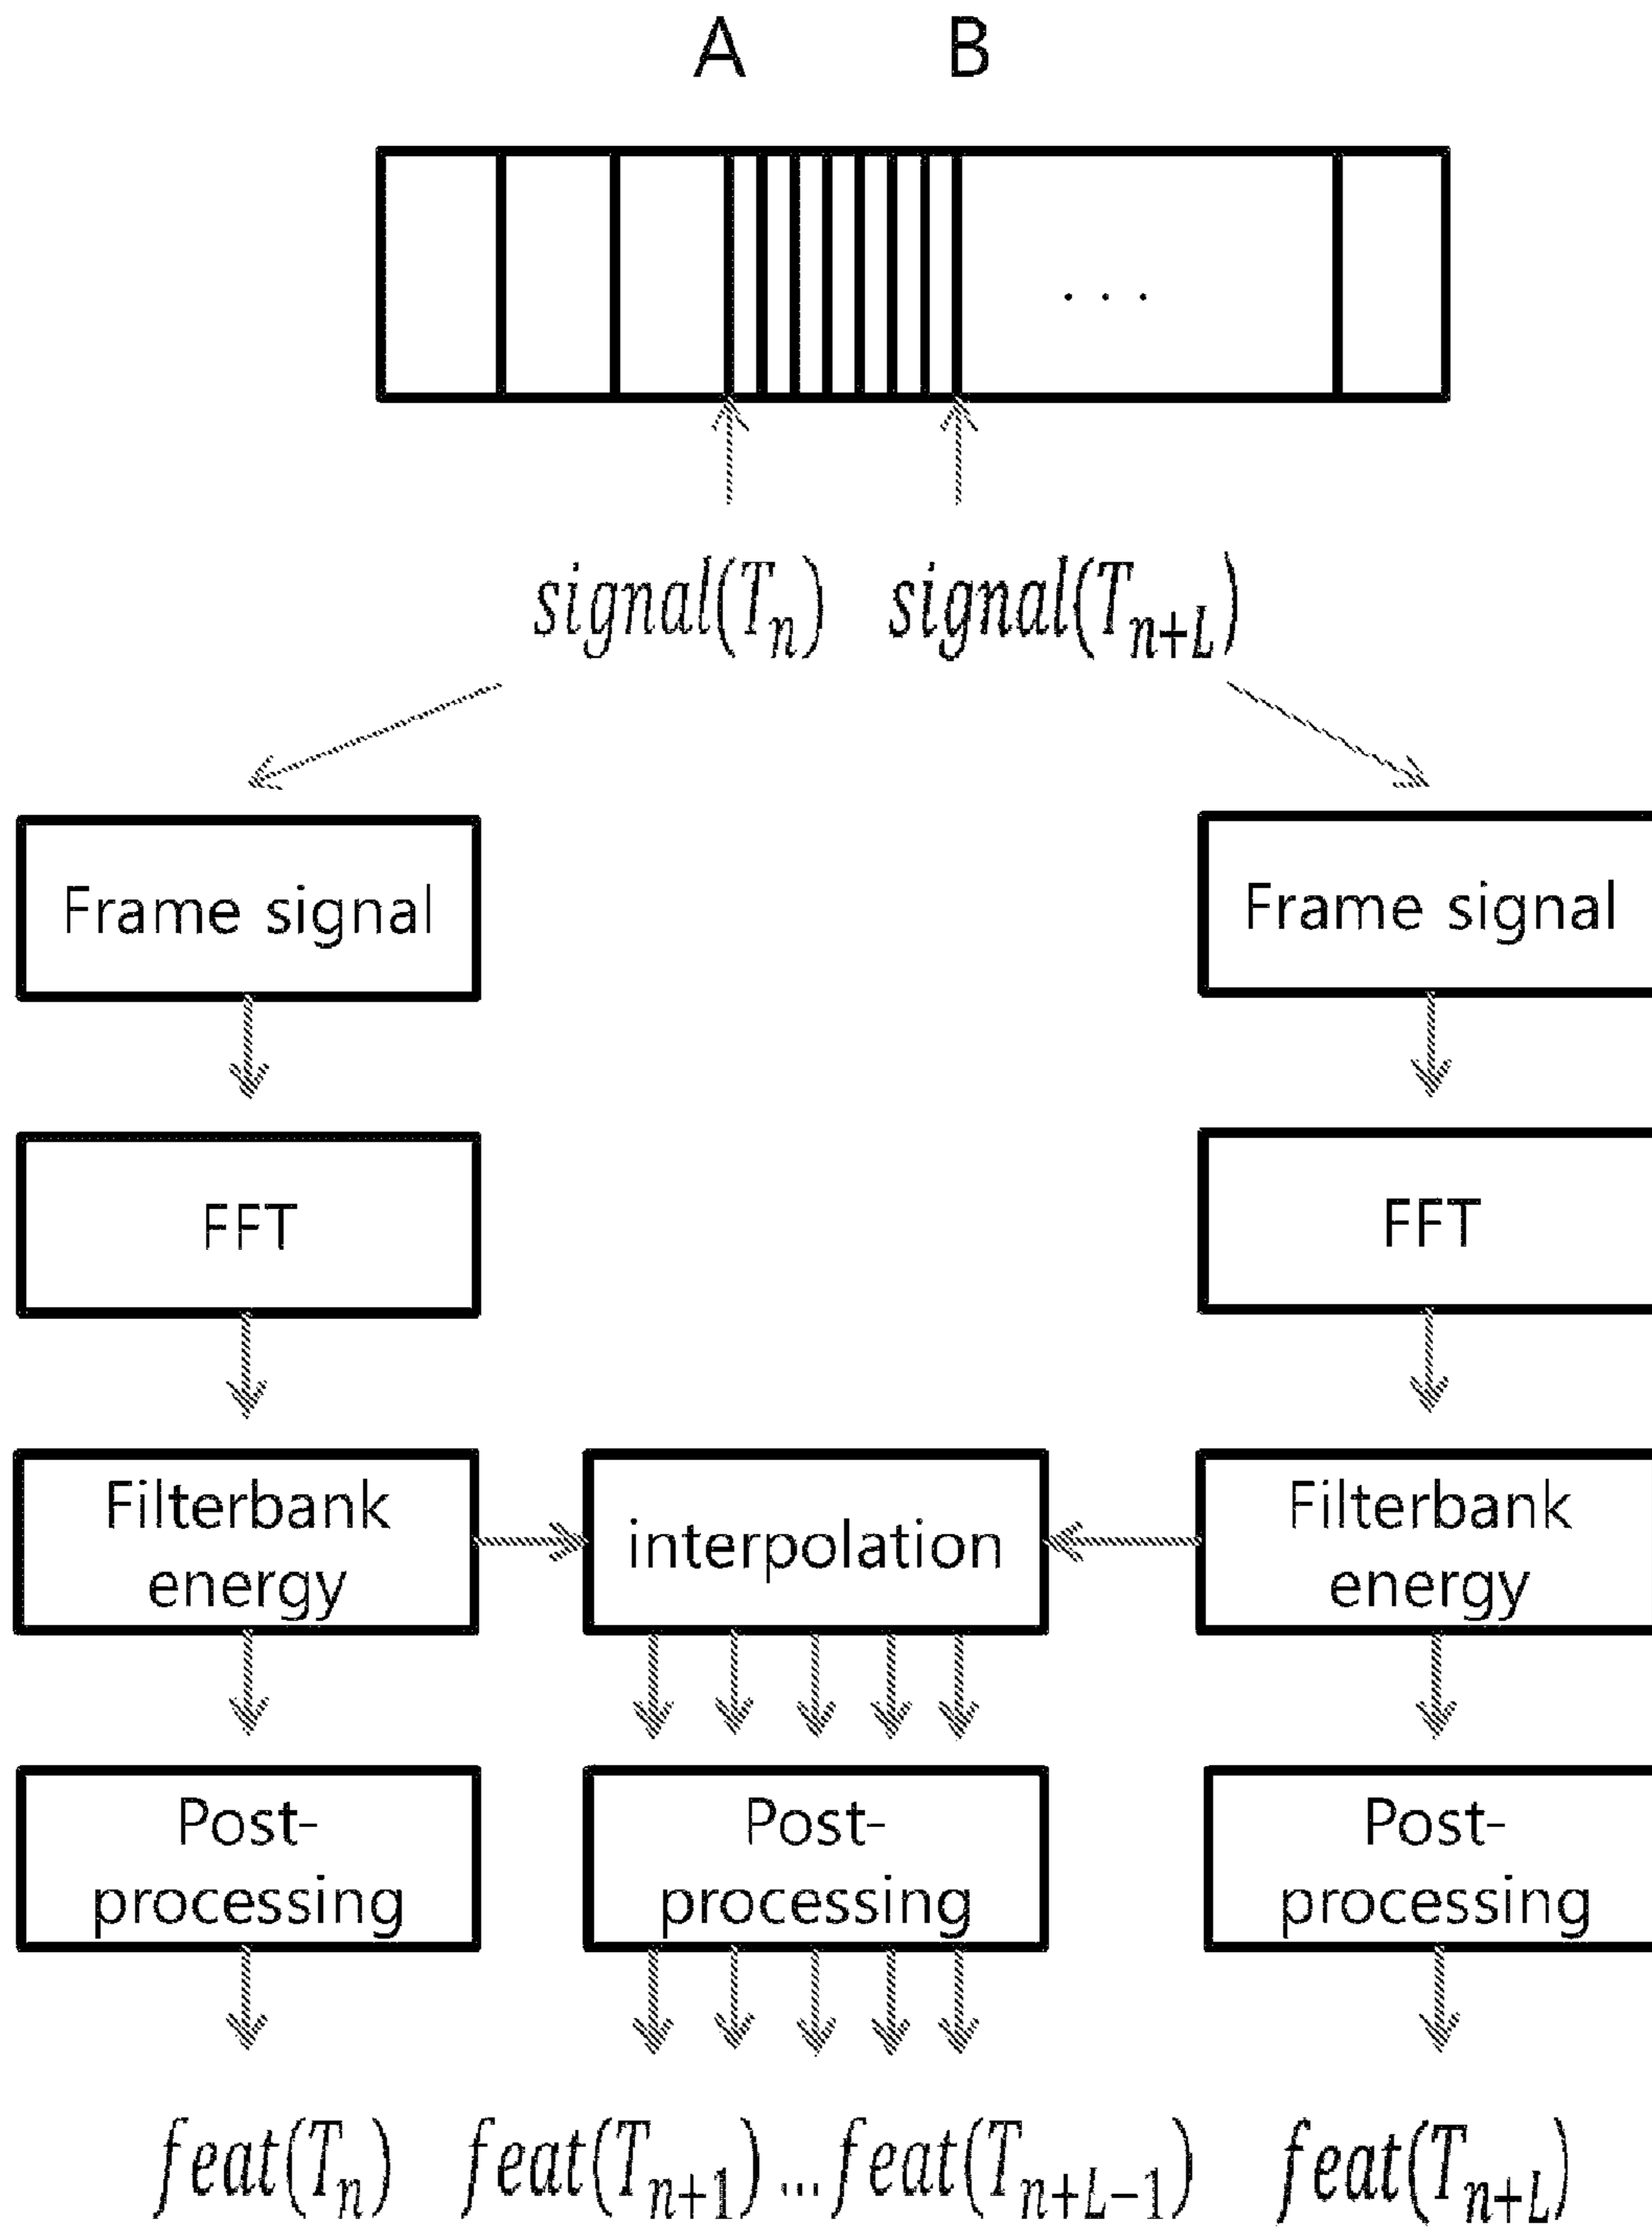 A B
. . .
signal(Tₙ) signal(Tₙ₊L)
Frame signal Frame signal
FFT FFT
Filterbank energy interpolation Filterbank energy
Post-processing Post-processing Post-processing
feat(Tₙ) feat(Tₙ₊₁) ... feat(Tₙ₊L₋₁) feat(Tₙ₊L)